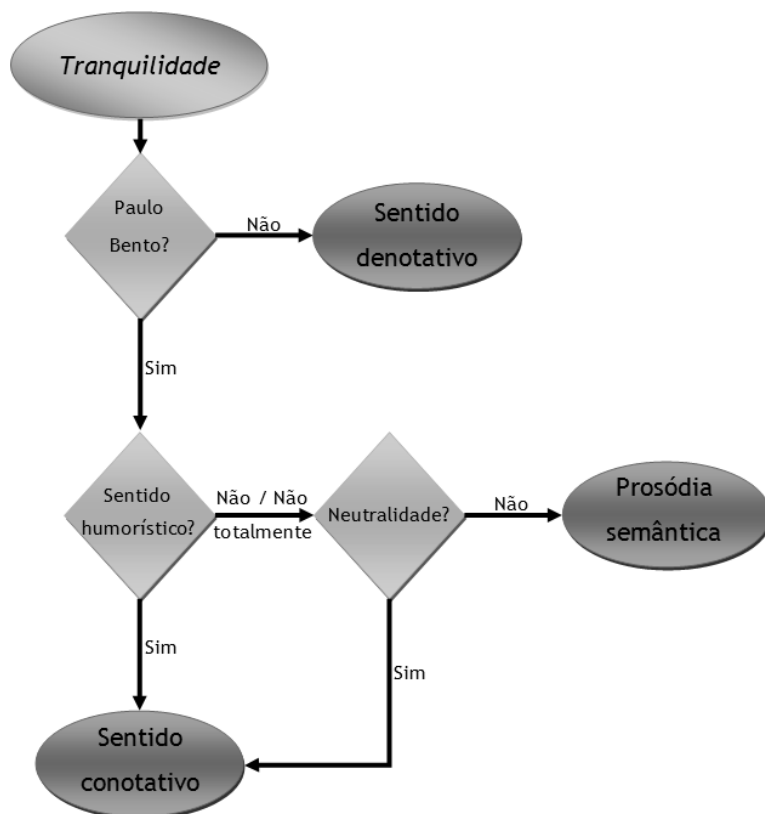 Tranquilidade
Paulo
Bento?
Não
Sentido
denotativo
Sim
Sentido
humorístico?
Não / Não
totalmente
Neutralidade?
Não
Prosódia
semântica
Sim
Sim
Sentido
conotativo